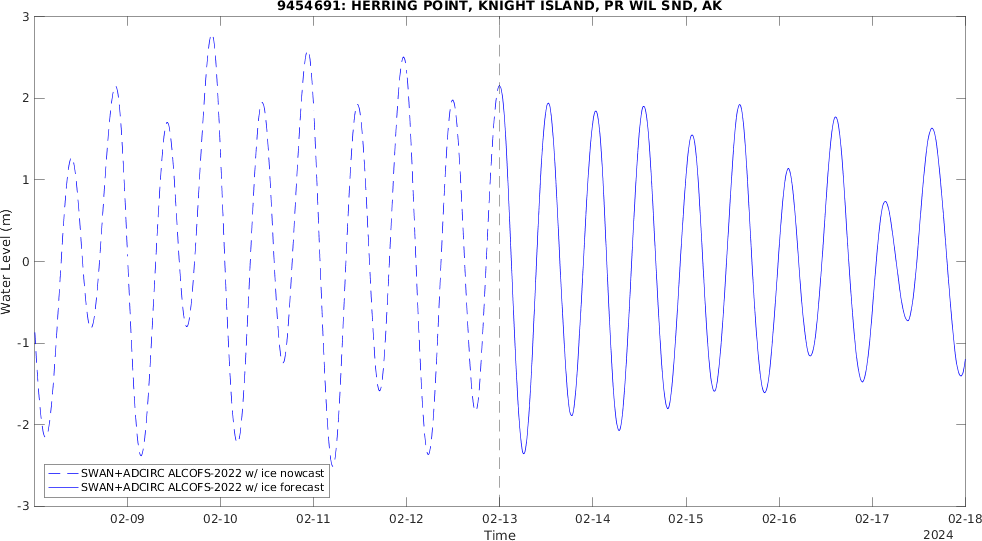 9454691: HERRING POINT, KNIGHT ISLAND, PR WIL SND, AK
3
2
1
0
-1
-2
-3
Water Level (m)
SWAN+ADCIRC ALCOFS-2022 w/ ice nowcast
SWAN+ADCIRC ALCOFS-2022 w/ ice forecast
02-09 02-10 02-11 02-12 02-13 02-14 02-15 02-16 02-17 02-18
Time
2024